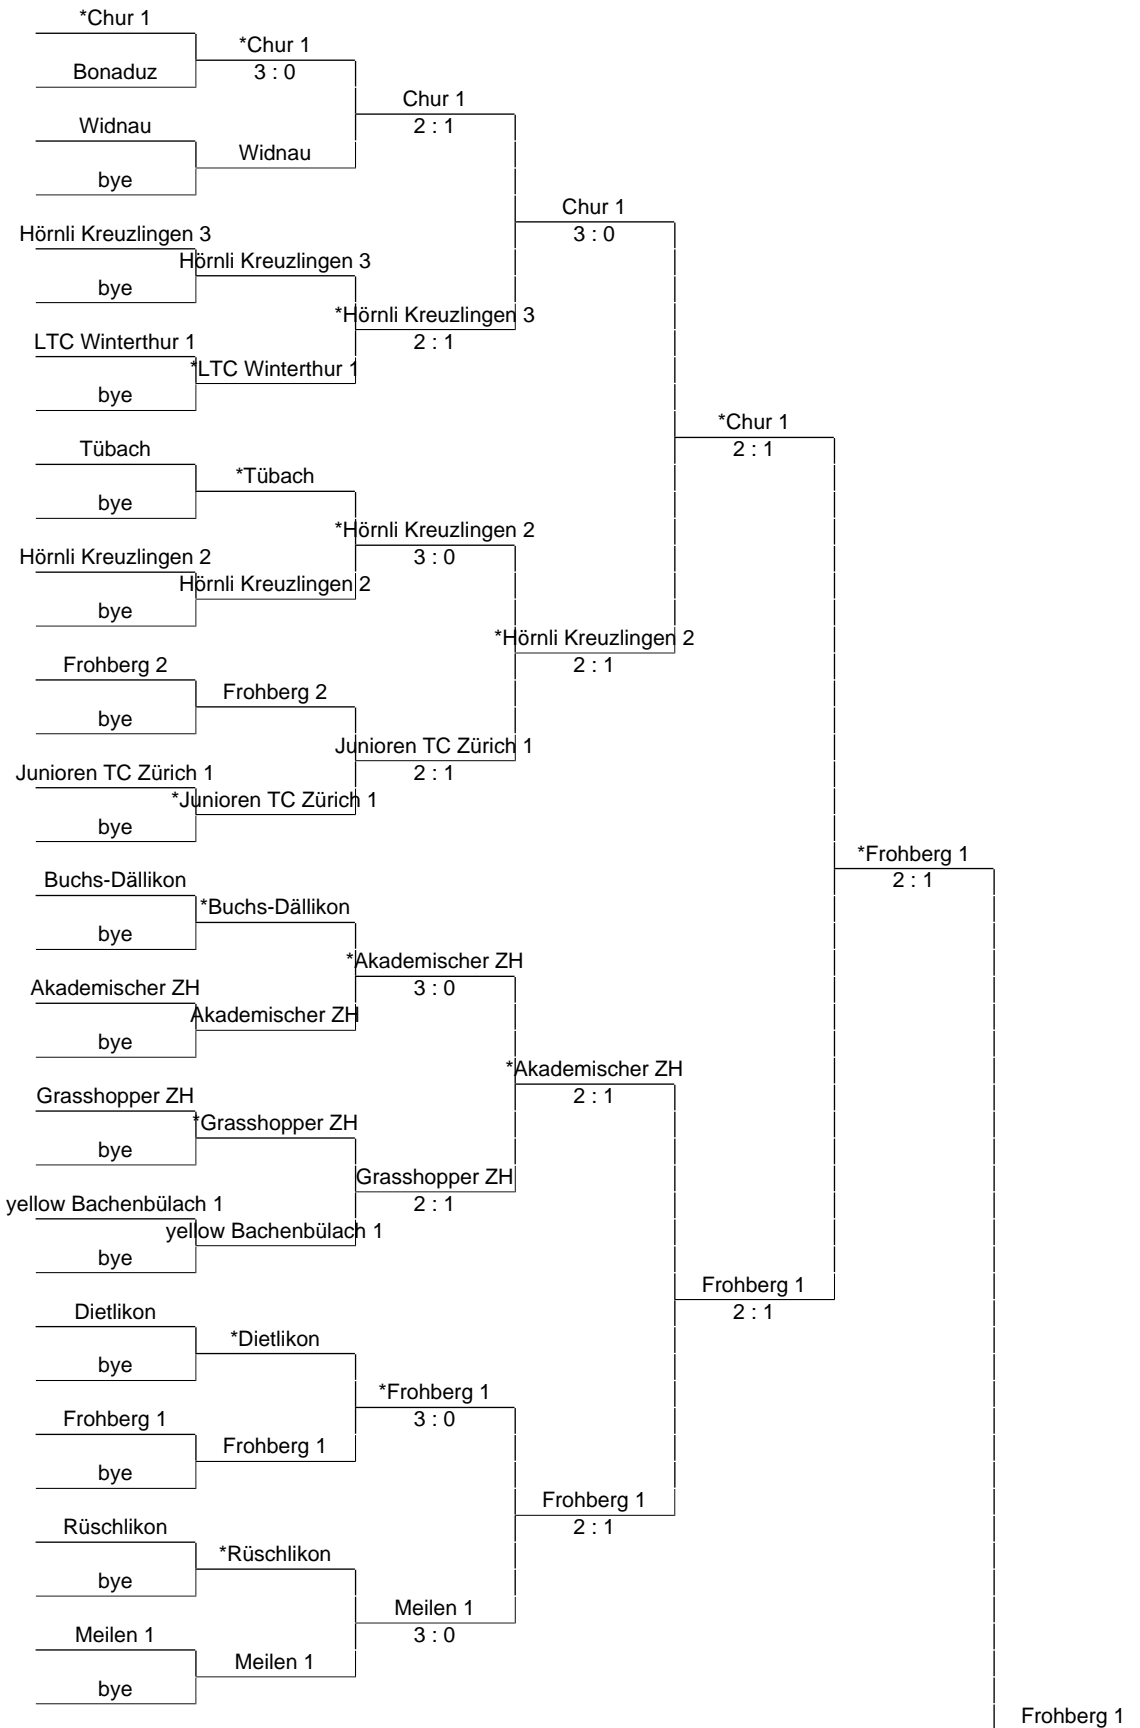 *Chur 1
*Chur 1
Bonaduz
3 : 0
Chur 1
Widnau
2 : 1
Widnau
bye
Chur 1
Hörnli Kreuzlingen 3
3 : 0
Hörnli Kreuzlingen 3
bye
*Hörnli Kreuzlingen 3
LTC Winterthur 1
2 : 1
*LTC Winterthur 1
bye
*Chur 1
Tübach
2 : 1
*Tübach
bye
*Hörnli Kreuzlingen 2
Hörnli Kreuzlingen 2
3 : 0
Hörnli Kreuzlingen 2
bye
*Hörnli Kreuzlingen 2
Frohberg 2
2 : 1
Frohberg 2
bye
Junioren TC Zürich 1
Junioren TC Zürich 1
2 : 1
*Junioren TC Zürich 1
bye
*Frohberg 1
Buchs-Dällikon
2 : 1
*Buchs-Dällikon
bye
*Akademischer ZH
Akademischer ZH
3 : 0
Akademischer ZH
bye
*Akademischer ZH
Grasshopper ZH
2 : 1
*Grasshopper ZH
bye
Grasshopper ZH
yellow Bachenbülach 1
2 : 1
yellow Bachenbülach 1
bye
Frohberg 1
Dietlikon
2 : 1
*Dietlikon
bye
*Frohberg 1
Frohberg 1
3 : 0
Frohberg 1
bye
Frohberg 1
Rüschlikon
2 : 1
*Rüschlikon
bye
Meilen 1
Meilen 1
3 : 0
Meilen 1
bye
Frohberg 1